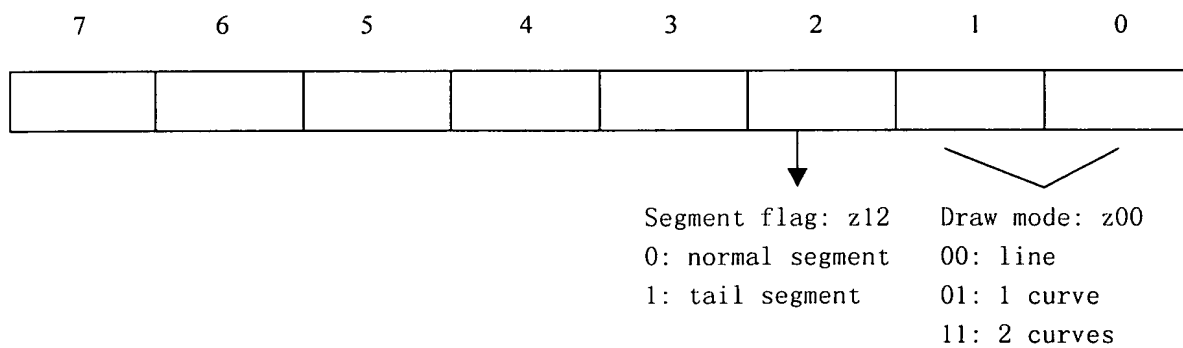 7 6 5 4 3 2 1 0
Segment flag: z12 Draw mode: z00
0: normal segment 00: line
1: tail segment 01: 1 curve
11: 2 curves